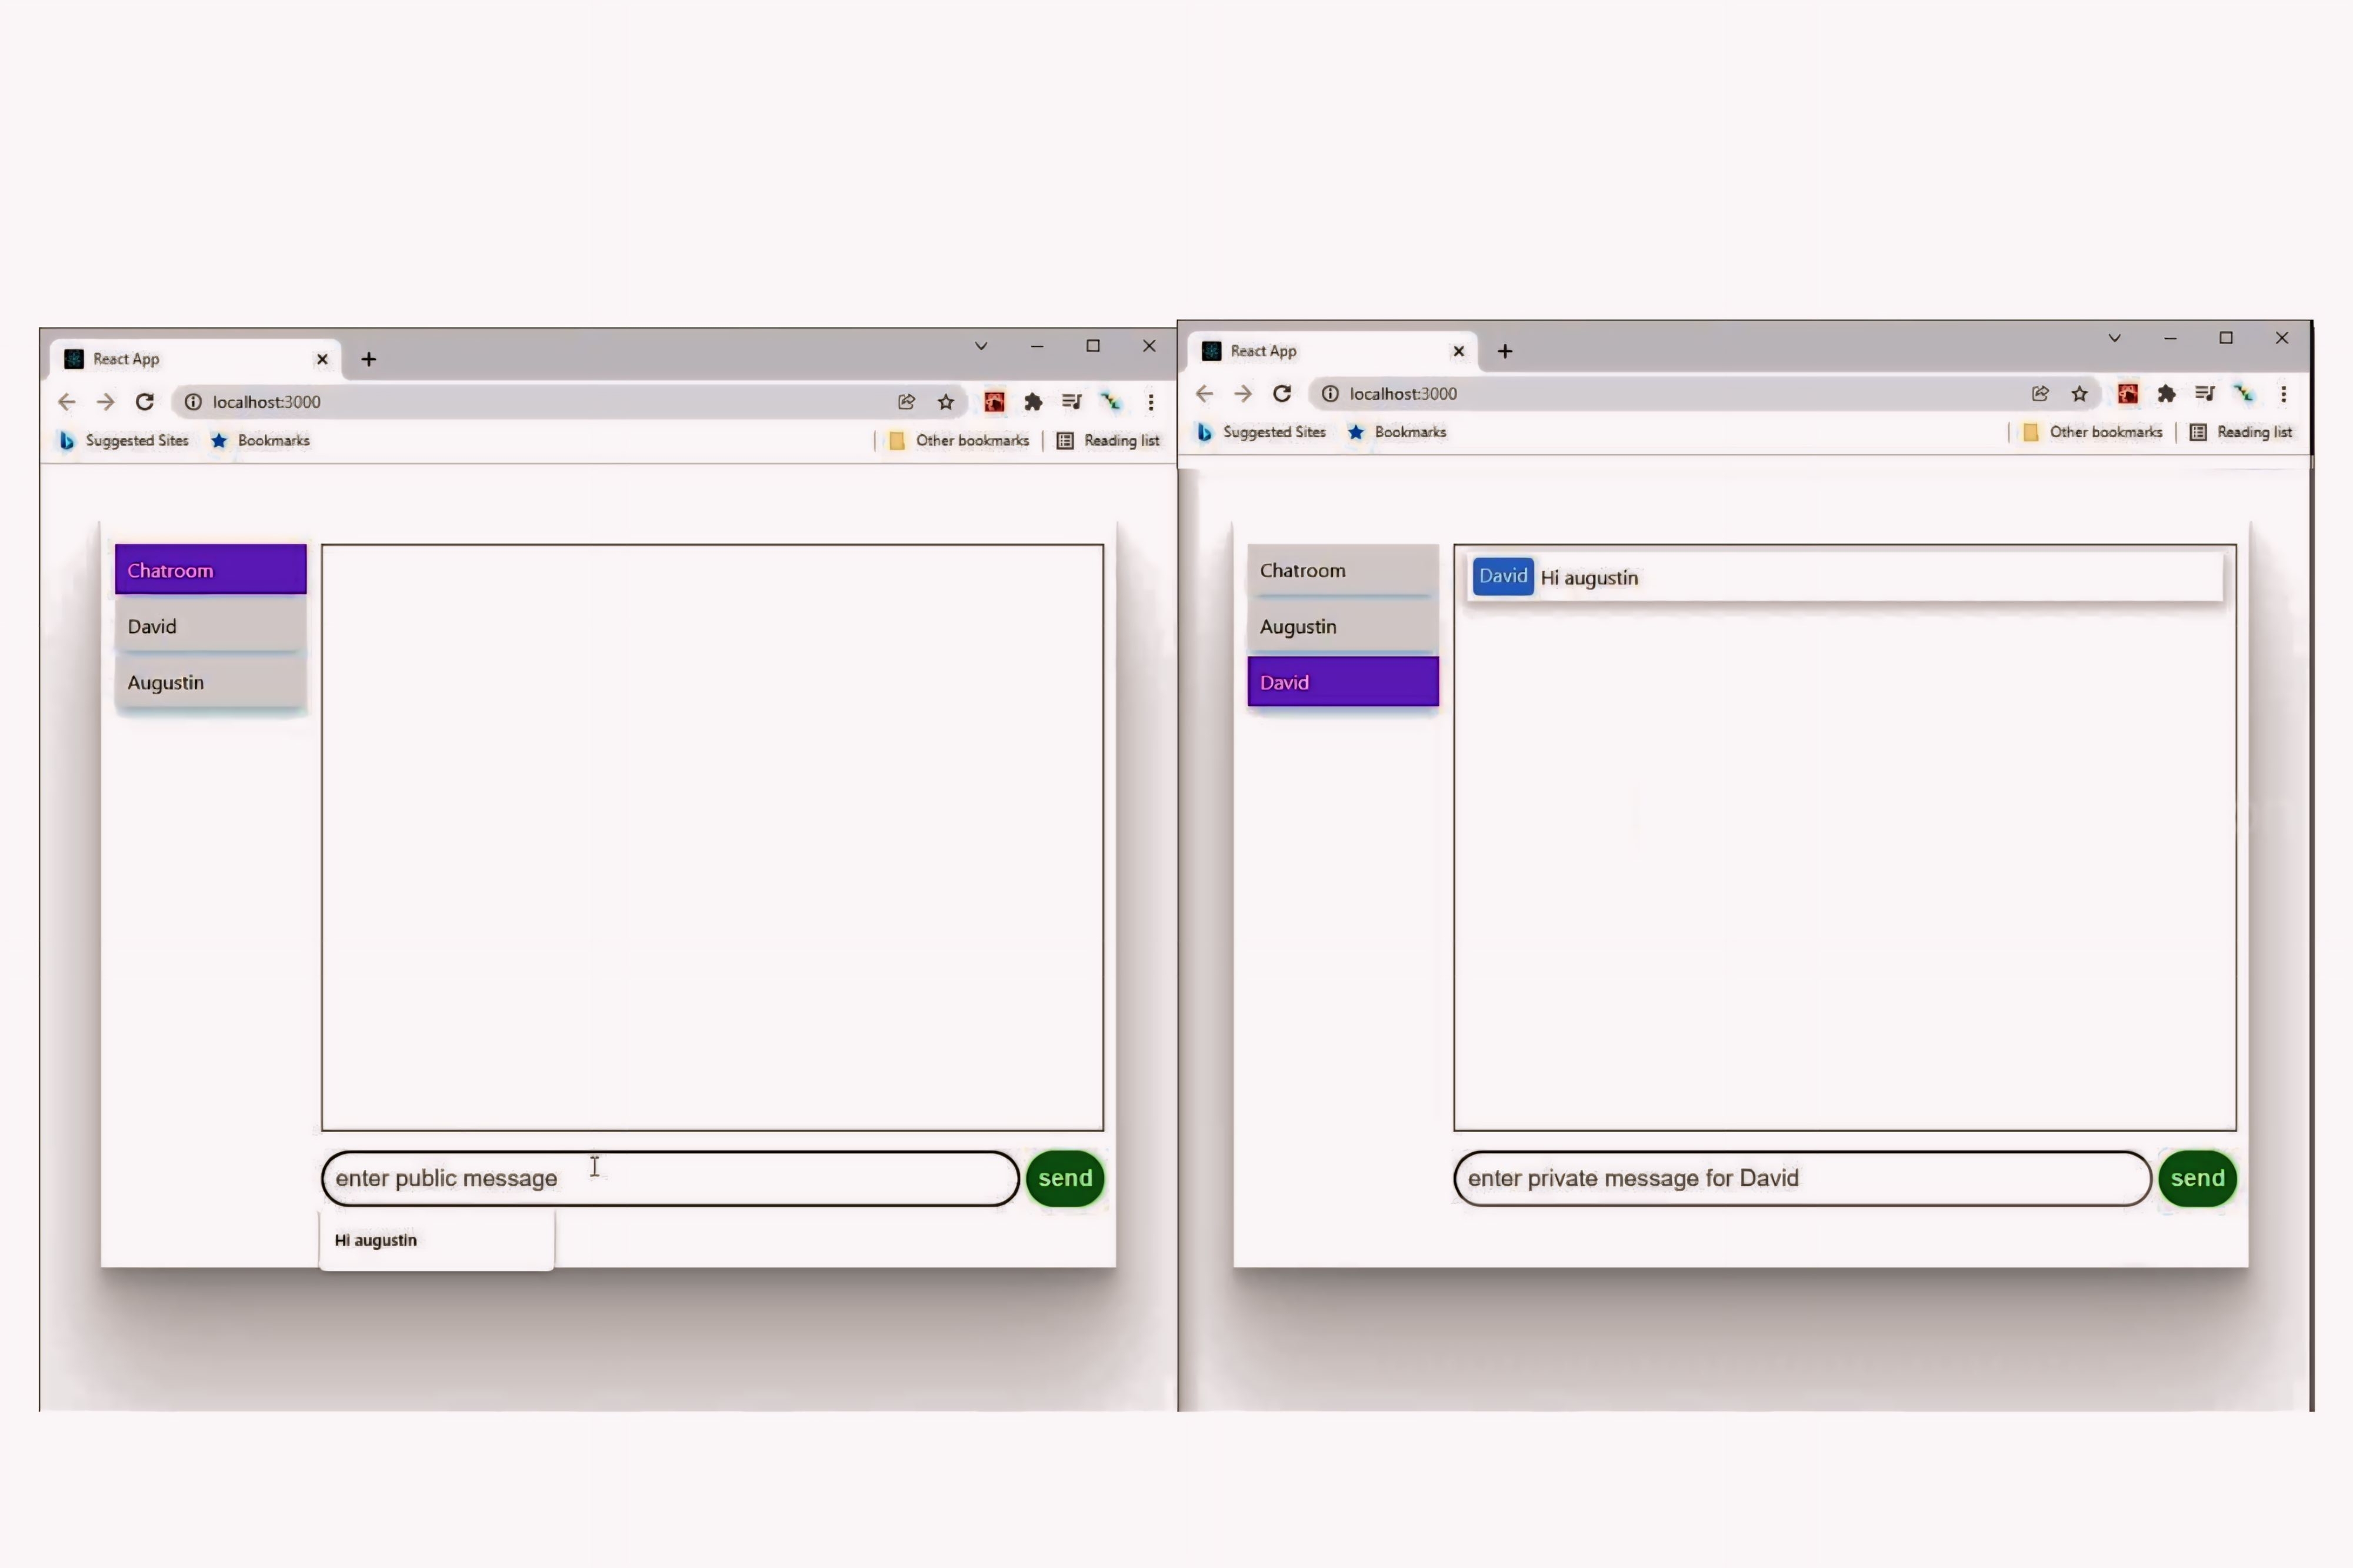 React App
localhost:3000
Suggested Sites Bookmarks Other bookmarks Reading list
Chatroom
David
Augustin
enter public message send
Hi augustin
React App
localhost:3000
Suggested Sites Bookmarks Other bookmarks Reading list
Chatroom
Augustin
David
David Hi augustin
enter private message for David send